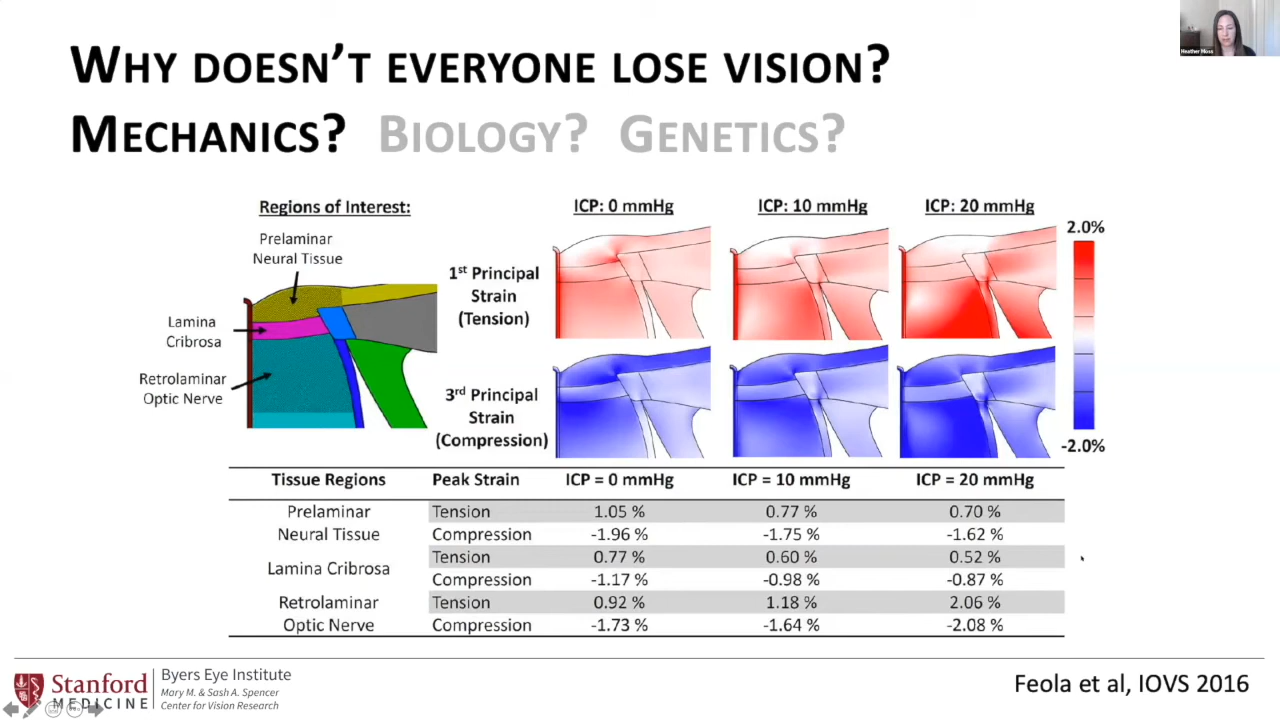 WHY DOESN'T EVERYONE LOSE VISION?
MECHANICS? BIOLOGY? GENETICS?
Heather Moss
Regions of Interest:
Prelaminar
Neural Tissue
Lamina
Cribrosa
Retrolaminar
Optic Nerve
ICP: 0 mmHg ICP: 10 mmHg ICP: 20 mmHg
1st Principal
Strain
(Tension)
3rd Principal
Strain
(Compression)
2.0%
-2.0%
Tissue Regions Peak Strain ICP = 0 mmHg ICP = 10 mmHg ICP = 20 mmHg
Prelaminar Tension 1.05 % 0.77 % 0.70 %
Neural Tissue Compression -1.96 % -1.75 % -1.62 %
Lamina Cribrosa Tension 0.77 % 0.60 % 0.52 %
Compression -1.17 % -0.98 % -0.87 %
Retrolaminar Tension 0.92 % 1.18 % 2.06 %
Optic Nerve Compression -1.73 % -1.64 % -2.08 %
Stanford
MEDICINE
Byers Eye Institute
Mary M. & Sash A. Spencer
Center for Vision Research
Feola et al, IOVS 2016